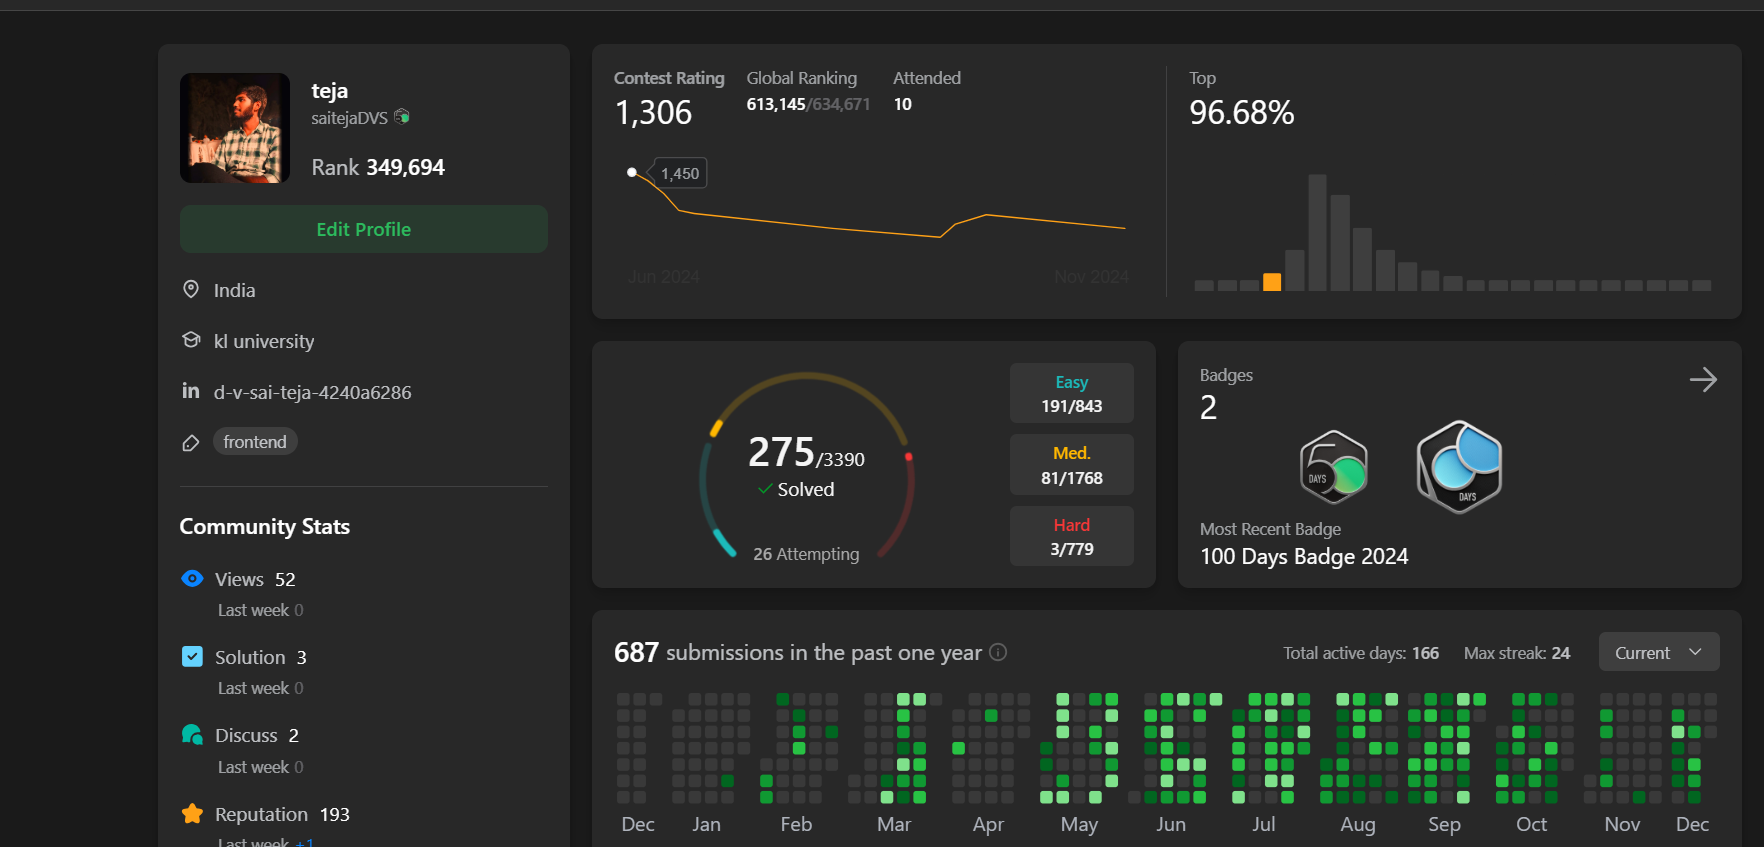 teja
saitejaDVS
Rank 349,694
Edit Profile
India
kl university
in d-v-sai-teja-4240a6286
frontend
Community Stats
Views 52
Last week 0
Solution 3
Last week 0
Discuss 2
Last week 0
Reputation 193
Last week +1
Contest Rating
1,306
Global Ranking
613,145/634,671
Attended
10
1,450
Jun 2024
Nov 2024
Top
96.68%
275/3390
Solved
26 Attempting
Easy
191/843
Med.
81/1768
Hard
3/779
Badges
2
DAYS
DAYS
Most Recent Badge
100 Days Badge 2024
687 submissions in the past one year
Total active days: 166 Max streak: 24 Current
Dec Jan Feb Mar Apr May Jun Jul Aug Sep Oct Nov Dec